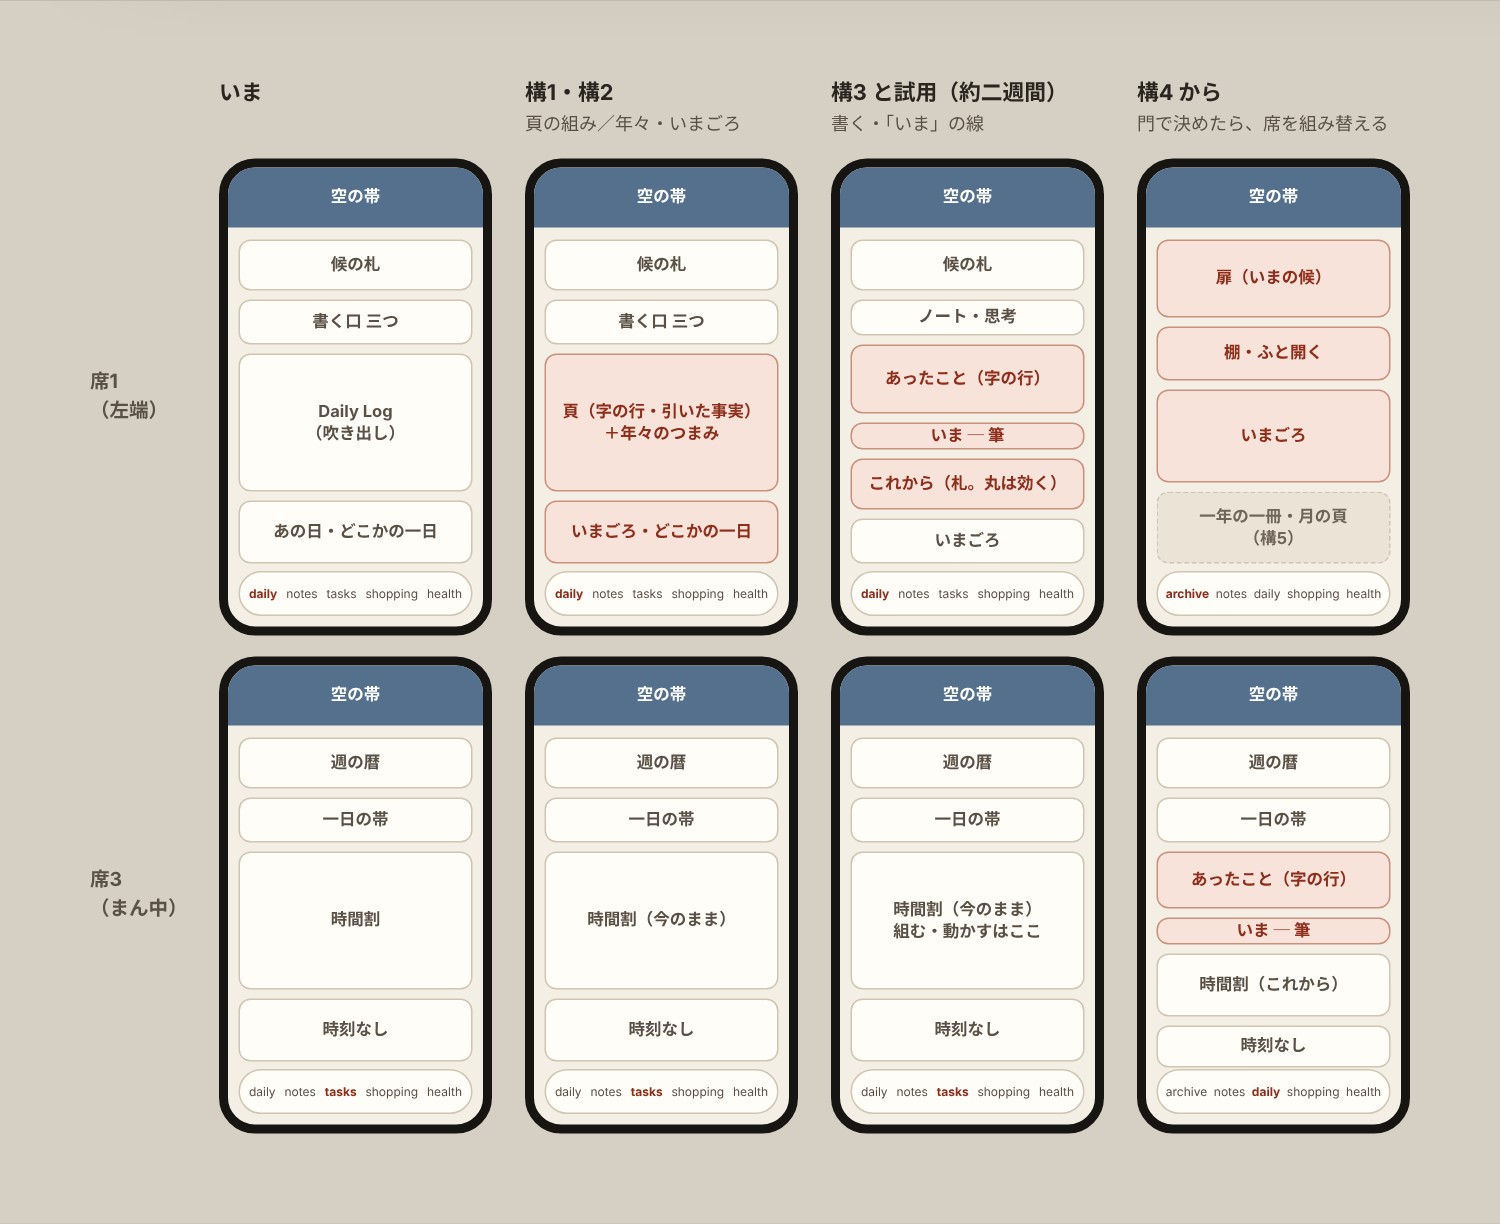 いま
構1・構2
頁の組み／年々・いまごろ
構3 と試用（約二週間）
書く・「いま」の線
構4 から
門で決めたら、席を組み替える
席1
（左端）
空の帯
候の札
書く口 三つ
Daily Log
（吹き出し）
あの日・どこかの一日
daily notes tasks shopping health
空の帯
候の札
書く口 三つ
頁（字の行・引いた事実）
＋年々のつまみ
いまごろ・どこかの一日
daily notes tasks shopping health
空の帯
候の札
ノート・思考
あったこと（字の行）
いま ─ 筆
これから（札。丸は効く）
いまごろ
daily notes tasks shopping health
空の帯
扉（いまの候）
棚・ふと開く
いまごろ
一年の一冊・月の頁
（構5）
archive notes daily shopping health
席3
（まん中）
空の帯
週の暦
一日の帯
時間割
時刻なし
daily notes tasks shopping health
空の帯
週の暦
一日の帯
時間割（今のまま）
時刻なし
daily notes tasks shopping health
空の帯
週の暦
一日の帯
時間割（今のまま）
組む・動かすはここ
時刻なし
daily notes tasks shopping health
空の帯
週の暦
一日の帯
あったこと（字の行）
いま ─ 筆
時間割（これから）
時刻なし
archive notes daily shopping health